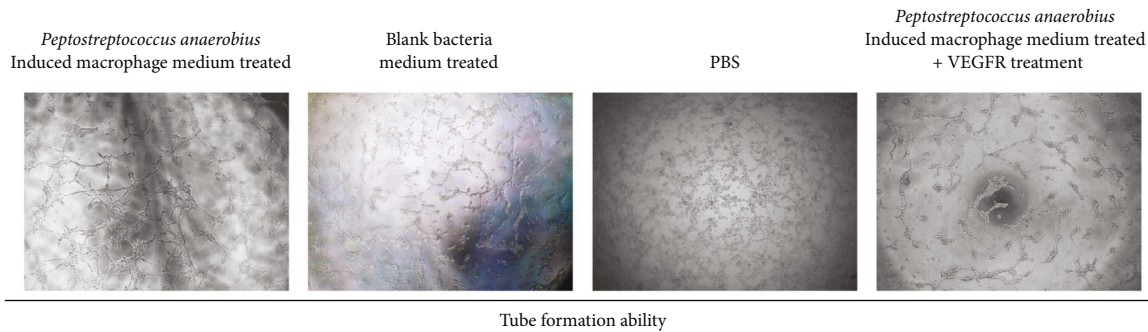 Peptostreptococcus anaerobius
Induced macrophage medium treated
Blank bacteria
medium treated
PBS
Peptostreptococcus anaerobius
Induced macrophage medium treated
+ VEGFR treatment
Tube formation ability